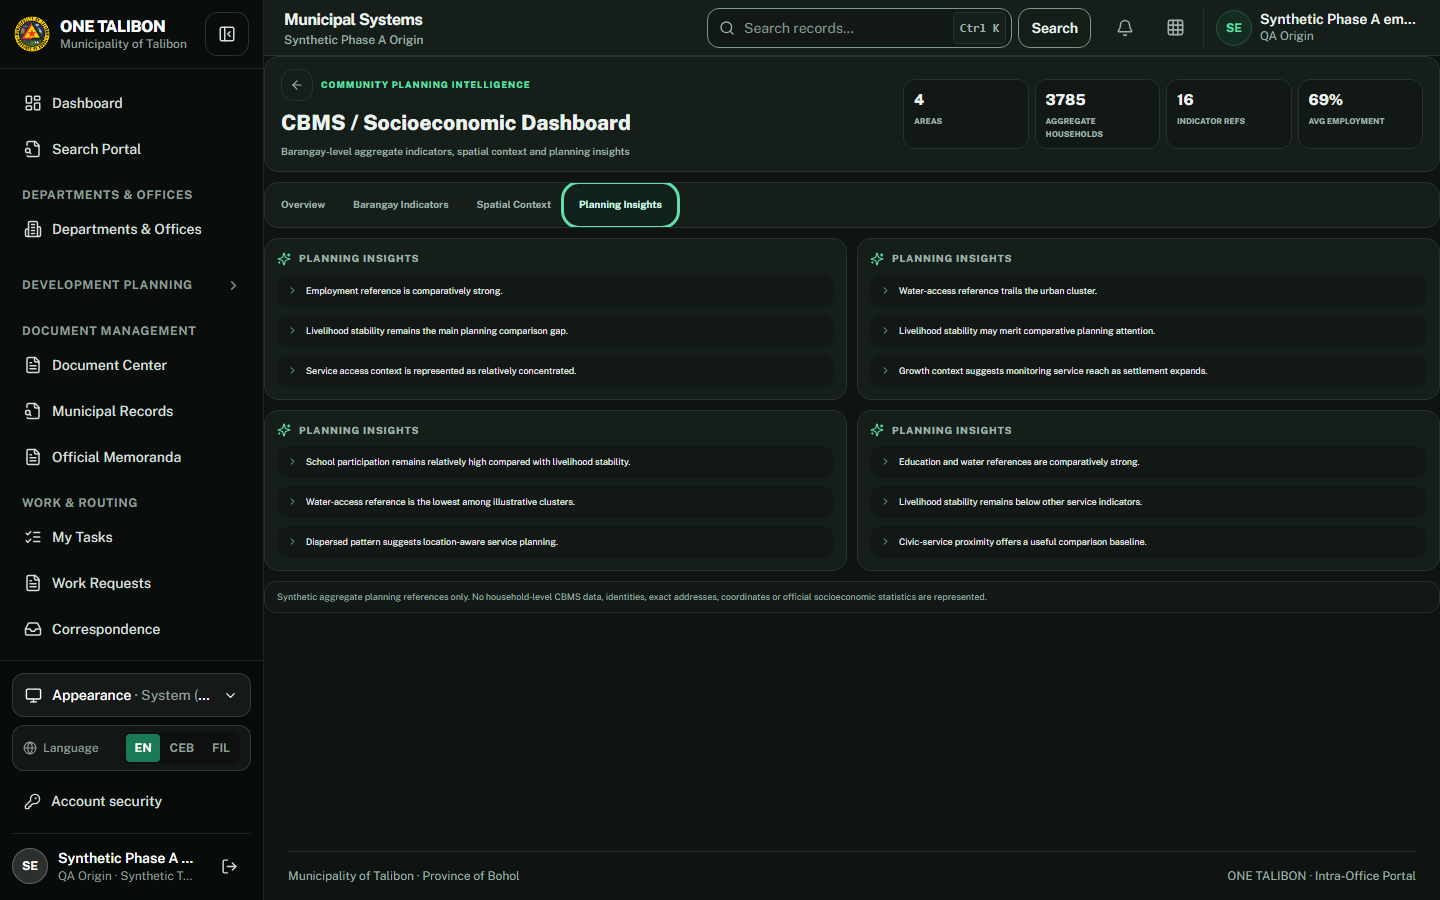 ONE TALIBON
Municipality of Talibon
Dashboard
Search Portal
DEPARTMENTS & OFFICES
Departments & Offices
DEVELOPMENT PLANNING
DOCUMENT MANAGEMENT
Document Center
Municipal Records
Official Memoranda
WORK & ROUTING
My Tasks
Work Requests
Correspondence
Appearance · System (...
Language EN CEB FIL
Account security
SE
Synthetic Phase A ...
QA Origin · Synthetic T...
Municipal Systems
Synthetic Phase A Origin
Search records...
Ctrl K
Search
SE
Synthetic Phase A em...
QA Origin
COMMUNITY PLANNING INTELLIGENCE
CBMS / Socioeconomic Dashboard
Barangay-level aggregate indicators, spatial context and planning insights
4
AREAS
3785
AGGREGATE
HOUSEHOLDS
16
INDICATOR REFS
69%
AVG EMPLOYMENT
Overview
Barangay Indicators
Spatial Context
Planning Insights
PLANNING INSIGHTS
Employment reference is comparatively strong.
Livelihood stability remains the main planning comparison gap.
Service access context is represented as relatively concentrated.
PLANNING INSIGHTS
Water-access reference trails the urban cluster.
Livelihood stability may merit comparative planning attention.
Growth context suggests monitoring service reach as settlement expands.
PLANNING INSIGHTS
School participation remains relatively high compared with livelihood stability.
Water-access reference is the lowest among illustrative clusters.
Dispersed pattern suggests location-aware service planning.
PLANNING INSIGHTS
Education and water references are comparatively strong.
Livelihood stability remains below other service indicators.
Civic-service proximity offers a useful comparison baseline.
Synthetic aggregate planning references only. No household-level CBMS data, identities, exact addresses, coordinates or official socioeconomic statistics are represented.
Municipality of Talibon · Province of Bohol
ONE TALIBON · Intra-Office Portal